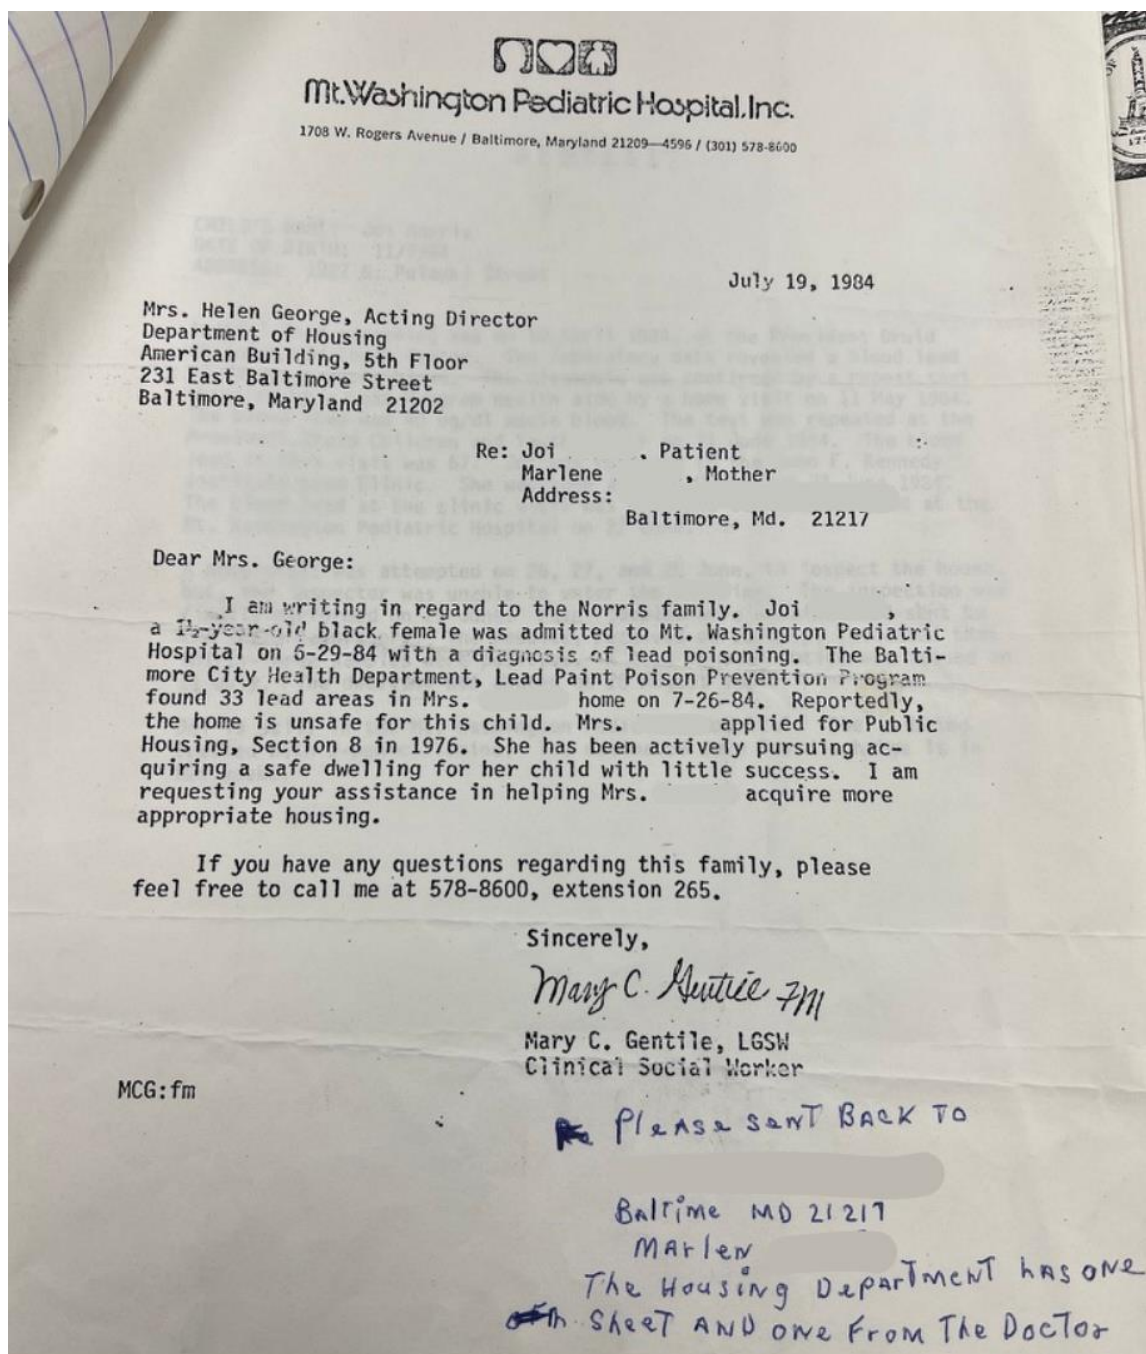 Mt.Washington Pediatric Hospital, Inc.
1708 W. Rogers Avenue / Baltimore, Maryland 21209—4596 / (301) 578-8600
July 19, 1984
Mrs. Helen George, Acting Director
Department of Housing
American Building, 5th Floor
231 East Baltimore Street
Baltimore, Maryland 21202
Re: Joi . Patient
Marlene , Mother
Address:
Baltimore, Md. 21217
Dear Mrs. George:
I am writing in regard to the Norris family. Joi ,
a 1½-year-old black female was admitted to Mt. Washington Pediatric
Hospital on 6-29-84 with a diagnosis of lead poisoning. The Balti-
more City Health Department, Lead Paint Poison Prevention Program
found 33 lead areas in Mrs. home on 7-26-84. Reportedly,
the home is unsafe for this child. Mrs. applied for Public
Housing, Section 8 in 1976. She has been actively pursuing ac-
quiring a safe dwelling for her child with little success. I am
requesting your assistance in helping Mrs. acquire more
appropriate housing.
If you have any questions regarding this family, please
feel free to call me at 578-8600, extension 265.
Sincerely,
Mary C. Gentile FM
Mary C. Gentile, LGSW
Clinical Social Worker
MCG:fm
Please sent BACK TO
Baltime MD 21217
Marlen
The Housing Department has one
Sheet AND one From The Doctor